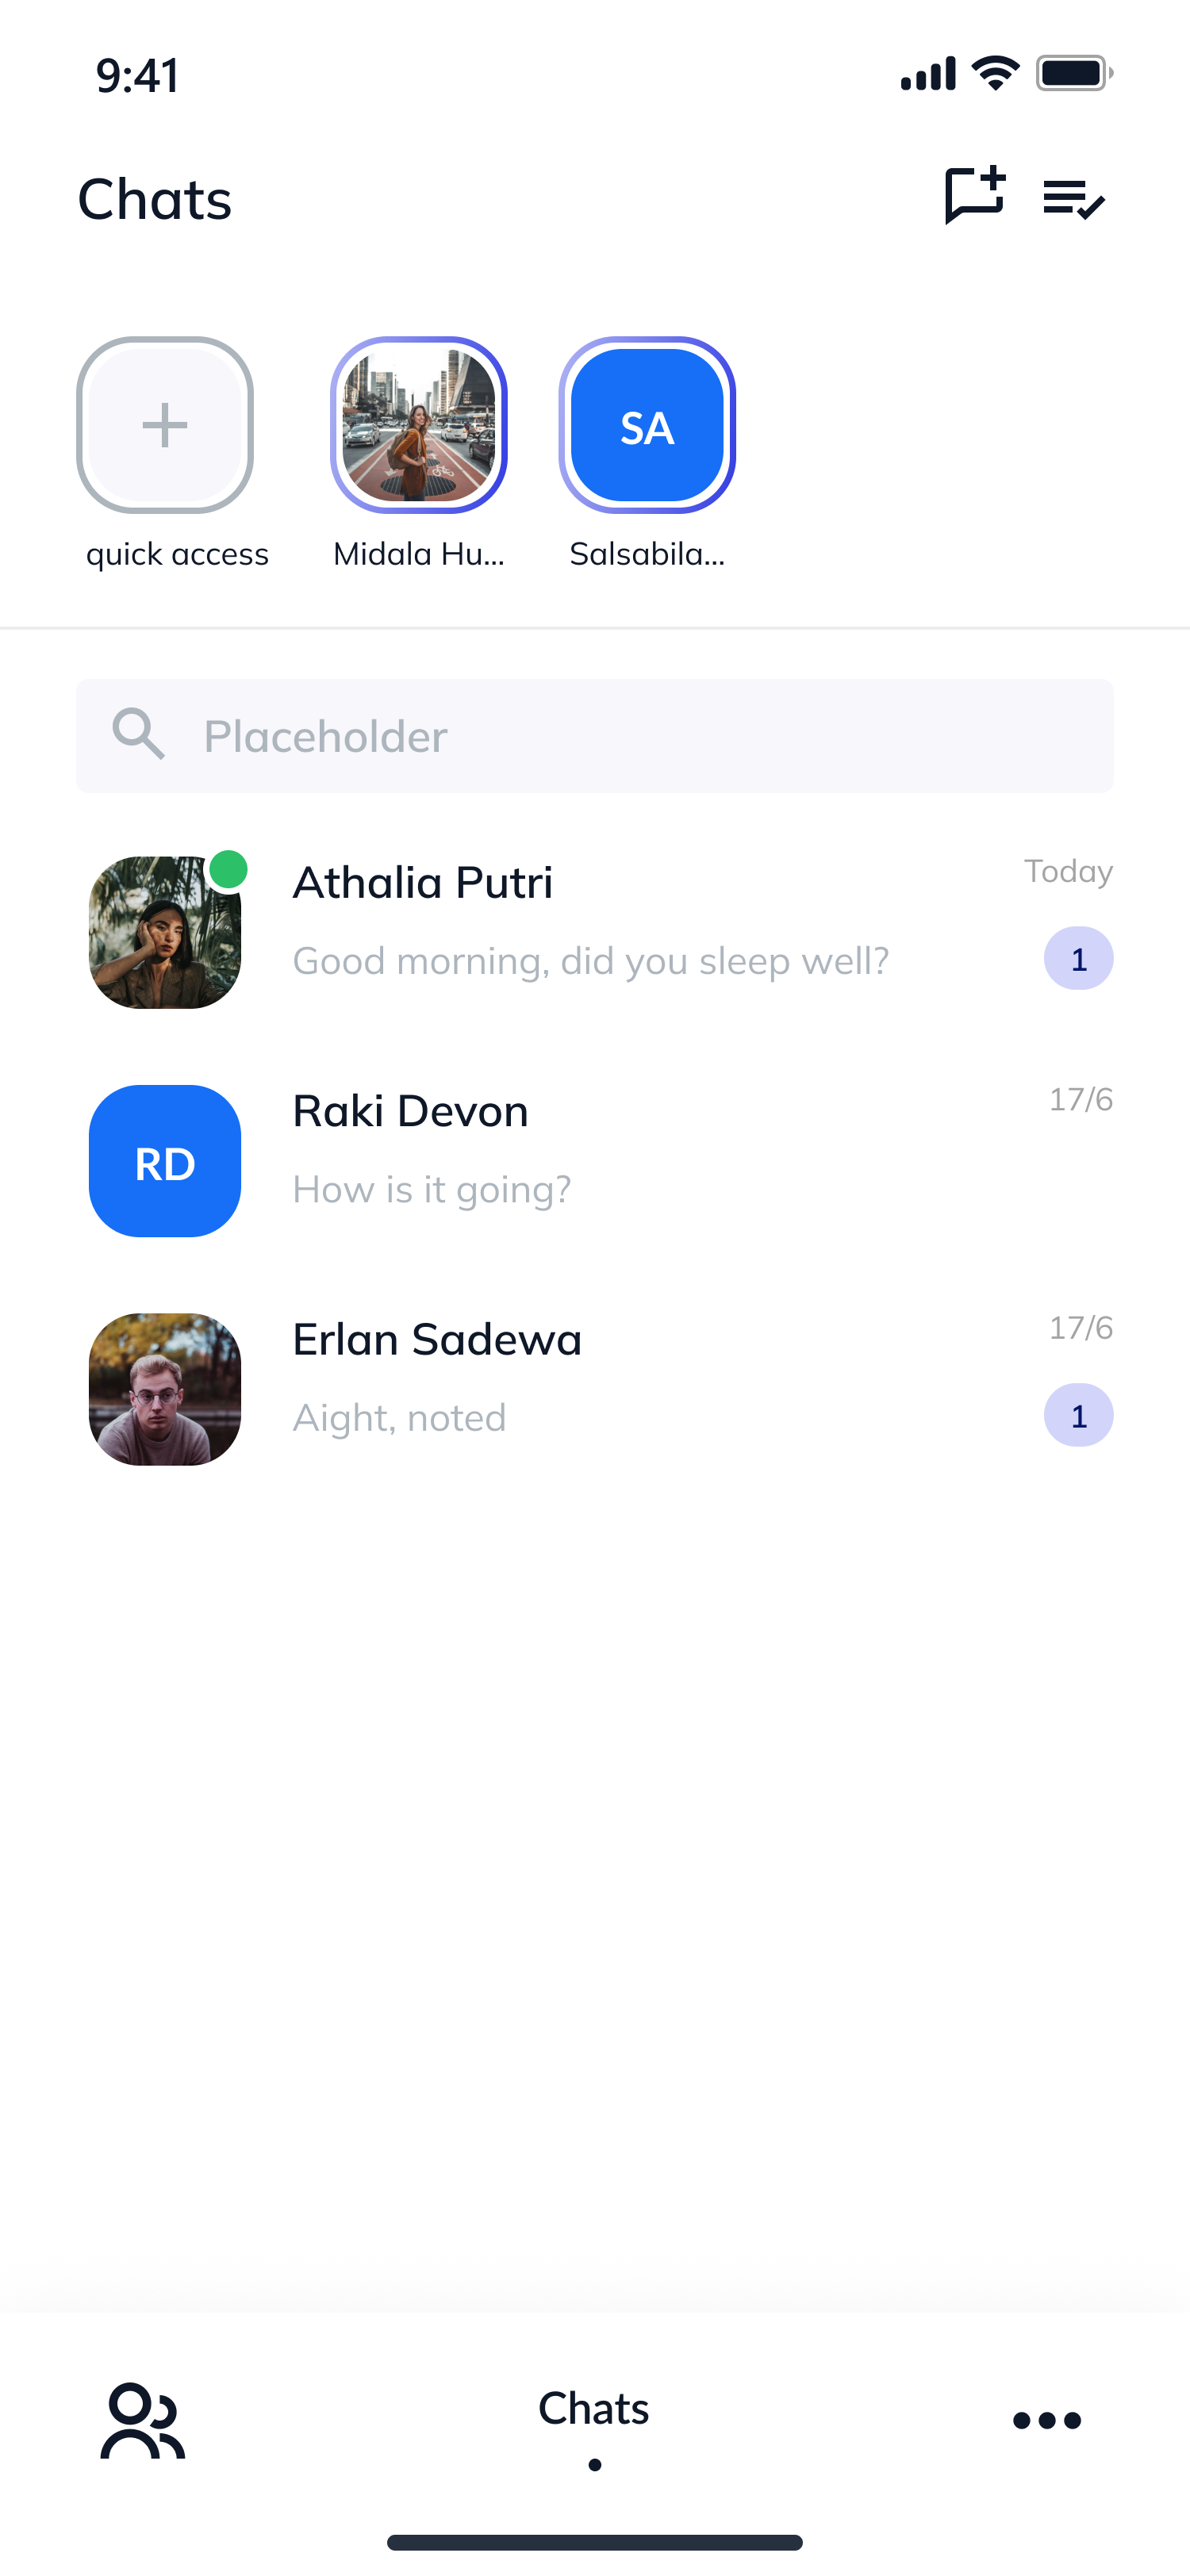 9:41
Chats
SA
quick access
Midala Hu...
Salsabila...
Placeholder
Athalia Putri
Today
Good morning, did you sleep well?
1
RD
Raki Devon
17/6
How is it going?
Erlan Sadewa
17/6
Aight, noted
1
Chats